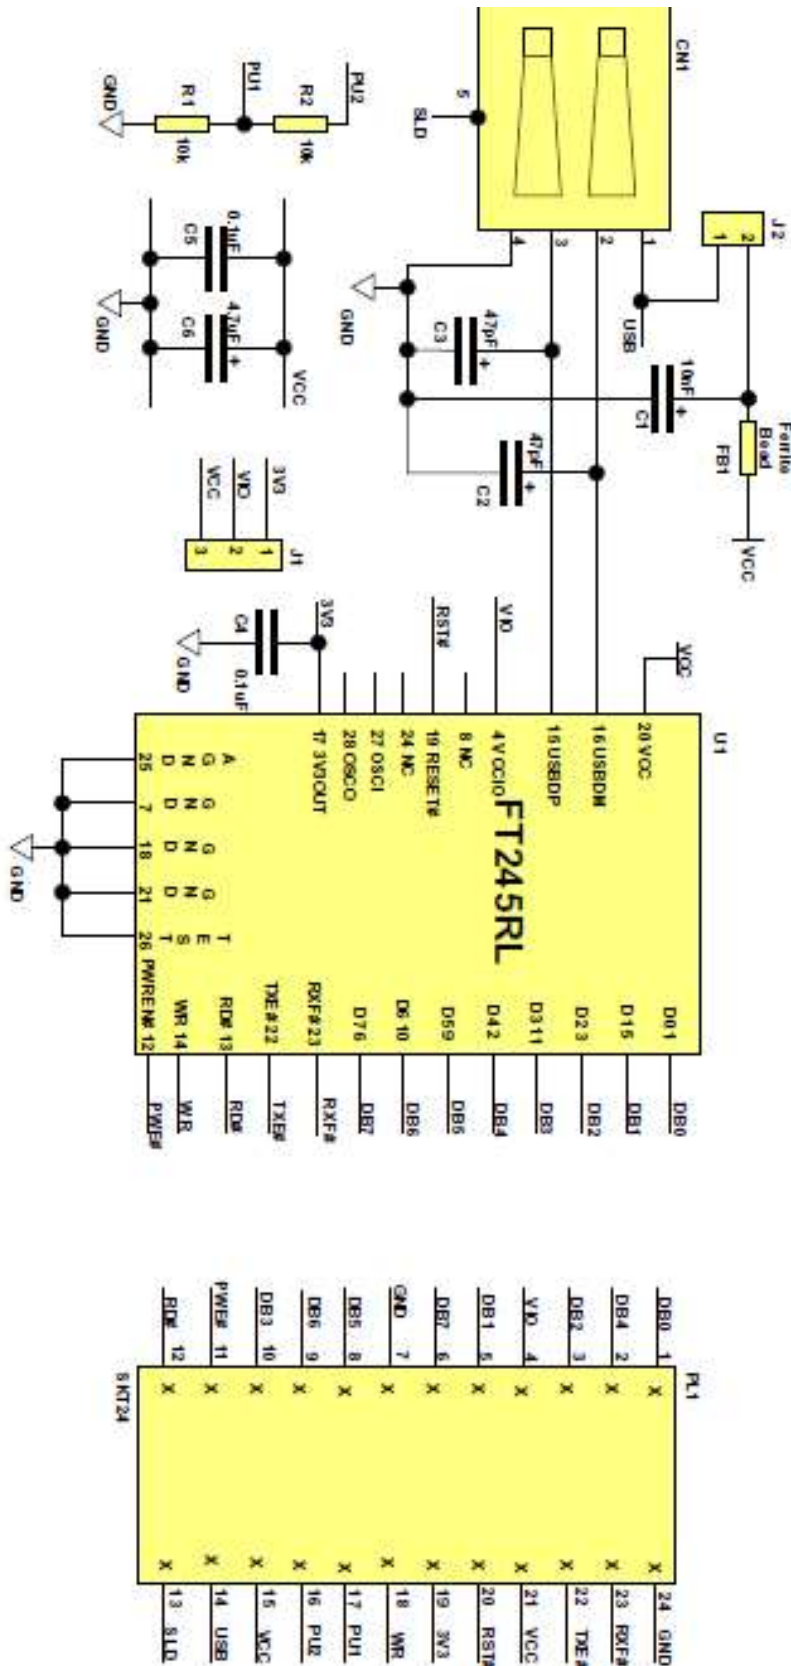 CN1
5
SLD
4
3
2
1
J2
1
2
USB
GND
R1
10k
PU1
R2
10k
PU2
GND
C5
0.1uF
C6
4.7uF
+
GND
VCC
C3
47pF
+
C1
10nF
+
C2
47pF
+
Ferrite
Bead
FB1
VCC
J1
3V3
VIO
VCC
1
2
3
C4
0.1uF
3V3
GND
RST#
VIO
VCC
U1
FT245RL
20 VCC
16 USBDM
15 USBDP
4 VCCIO
8 NC
19 RESET#
24 NC
27 OSCI
28 OSCO
17 3V3OUT
AGND 25
GND 7
GND 18
GND 21
TEST 26
GND
D0 1
D1 5
D2 3
D3 11
D4 2
D5 9
D6 10
D7 6
RXF# 23
TXE# 22
RD# 13
WR 14
PWREN# 12
DB0
DB1
DB2
DB3
DB4
DB5
DB6
DB7
RXF#
TXE#
RD#
WR
PWE#
PL1
SKT24
DB0 1
DB4 2
DB2 3
VIO 4
DB1 5
DB7 6
GND 7
DB5 8
DB6 9
DB3 10
PWE# 11
RD# 12
X X X X X X X X X X X X
X X X X X X X X X X X X
24 GND
23 RXF#
22 TXE#
21 VCC
20 RST#
19 3V3
18 WR
17 PU1
16 PU2
15 VCC
14 USB
13 SLD